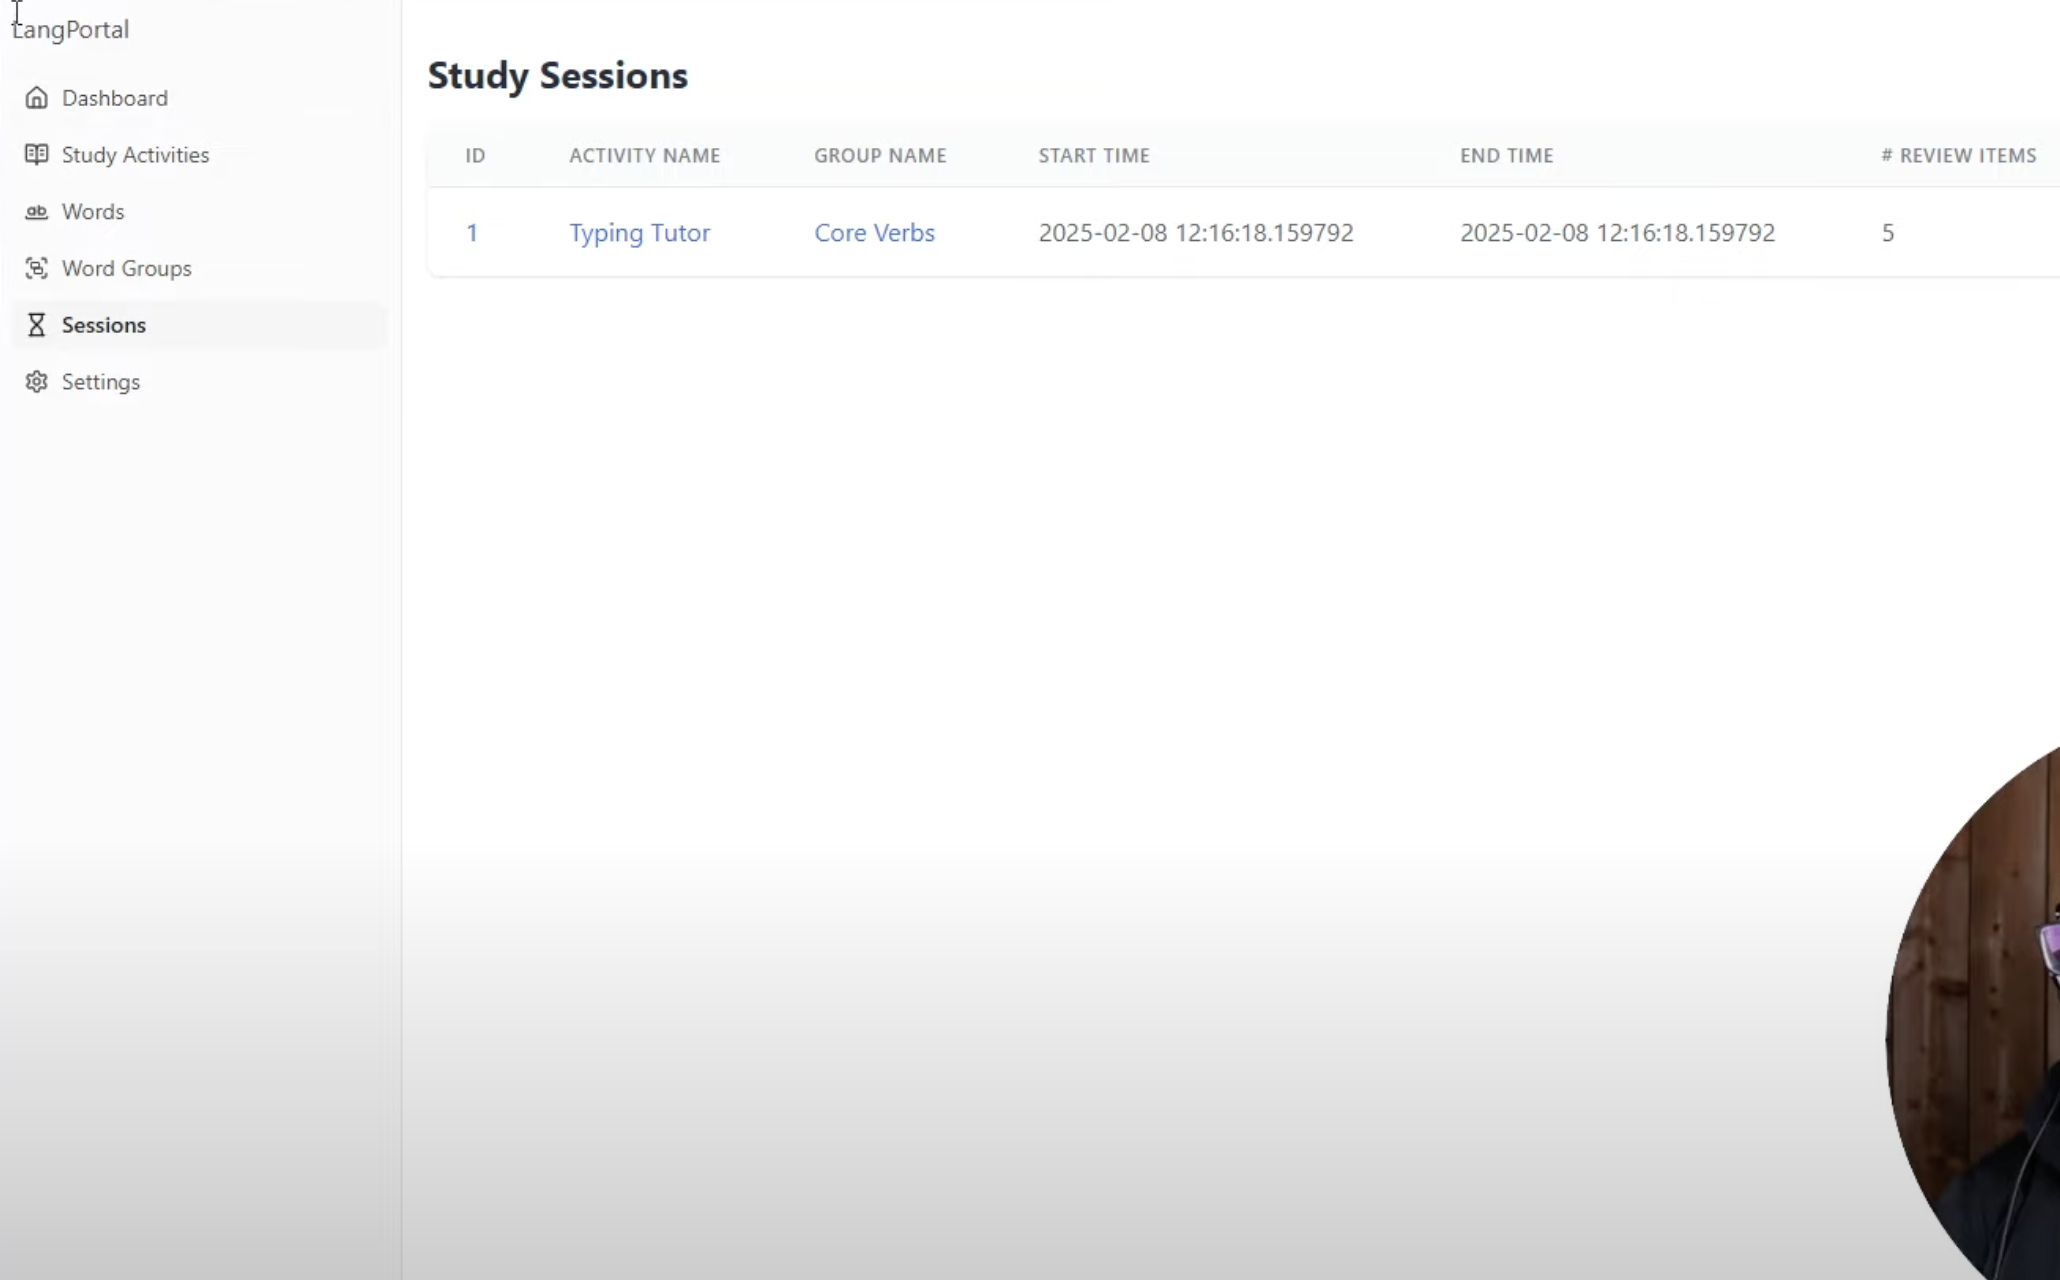 LangPortal
Dashboard
Study Activities
Words
Word Groups
Sessions
Settings
Study Sessions
ID ACTIVITY NAME GROUP NAME START TIME END TIME # REVIEW ITEMS
1 Typing Tutor Core Verbs 2025-02-08 12:16:18.159792 2025-02-08 12:16:18.159792 5